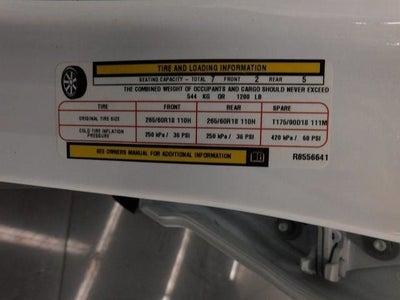 TIRE AND LOADING INFORMATION
SEATING CAPACITY - TOTAL 7 FRONT 2 REAR 5
THE COMBINED WEIGHT OF OCCUPANTS AND CARGO SHOULD NEVER EXCEED
544 KG OR 1200 LB
TIRE FRONT REAR SPARE
ORIGINAL TIRE SIZE 265/60R18 110H 265/60R18 110H T175/90D18 111M
COLD TIRE INFLATION PRESSURE 250 kPa / 36 PSI 250 kPa / 36 PSI 420 kPa / 60 PSI
SEE OWNERS MANUAL FOR ADDITIONAL INFORMATION R8556641